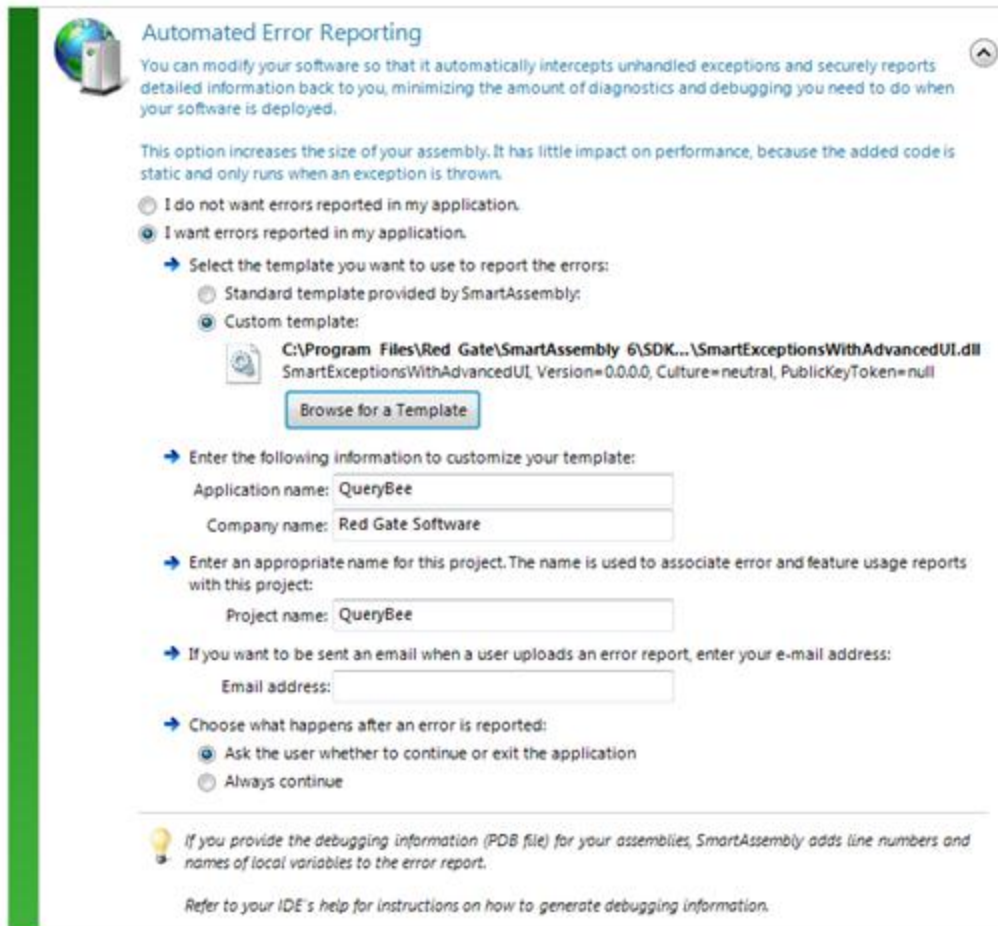 Automated Error Reporting
You can modify your software so that it automatically intercepts unhandled exceptions and securely reports
detailed information back to you, minimizing the amount of diagnostics and debugging you need to do when
your software is deployed.
This option increases the size of your assembly. It has little impact on performance, because the added code is
static and only runs when an exception is thrown.
I do not want errors reported in my application.
I want errors reported in my application.
Select the template you want to use to report the errors:
Standard template provided by SmartAssembly:
Custom template:
C:\Program Files\Red Gate\SmartAssembly 6\SDK...\SmartExceptionsWithAdvancedUI.dll
SmartExceptionsWithAdvancedUI, Version=0.0.0.0, Culture=neutral, PublicKeyToken=null
Browse for a Template
Enter the following information to customize your template:
Application name: QueryBee
Company name: Red Gate Software
Enter an appropriate name for this project. The name is used to associate error and feature usage reports
with this project:
Project name: QueryBee
If you want to be sent an email when a user uploads an error report, enter your e-mail address:
Email address:
Choose what happens after an error is reported:
Ask the user whether to continue or exit the application
Always continue
If you provide the debugging information (PDB file) for your assemblies, SmartAssembly adds line numbers and
names of local variables to the error report.
Refer to your IDE's help for instructions on how to generate debugging information.